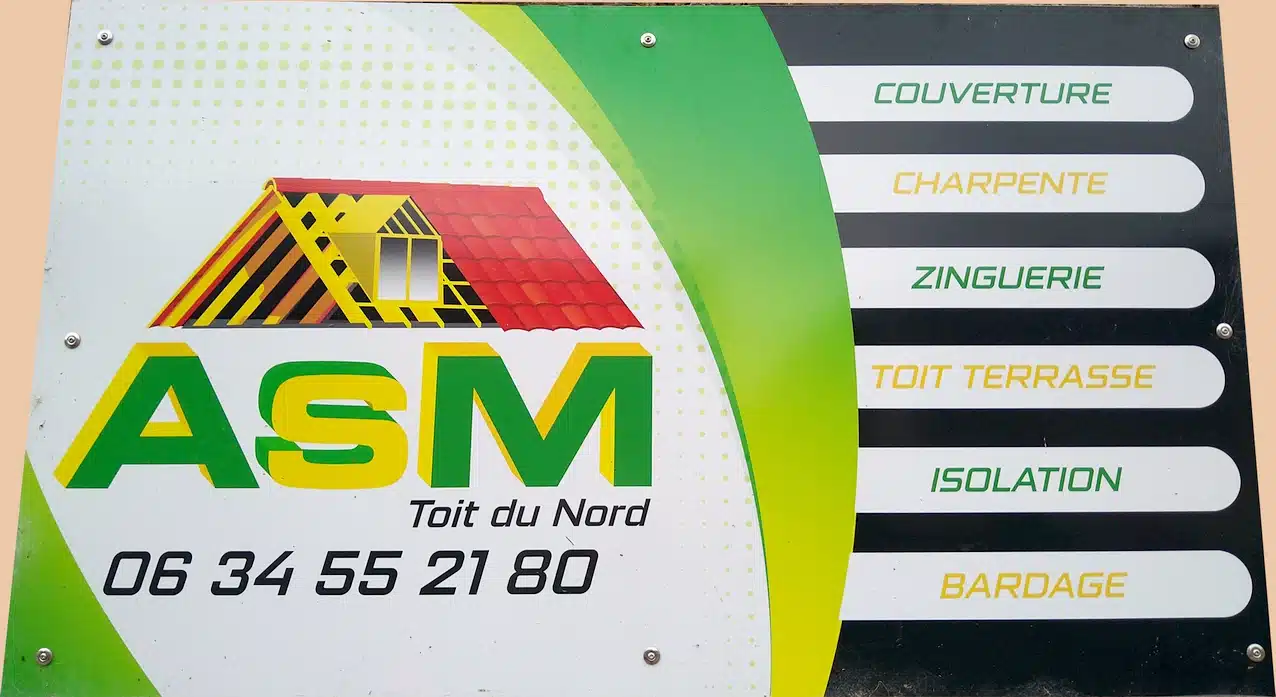 ASM
Toit du Nord
06 34 55 21 80
COUVERTURE
CHARPENTE
ZINGUERIE
TOIT TERRASSE
ISOLATION
BARDAGE